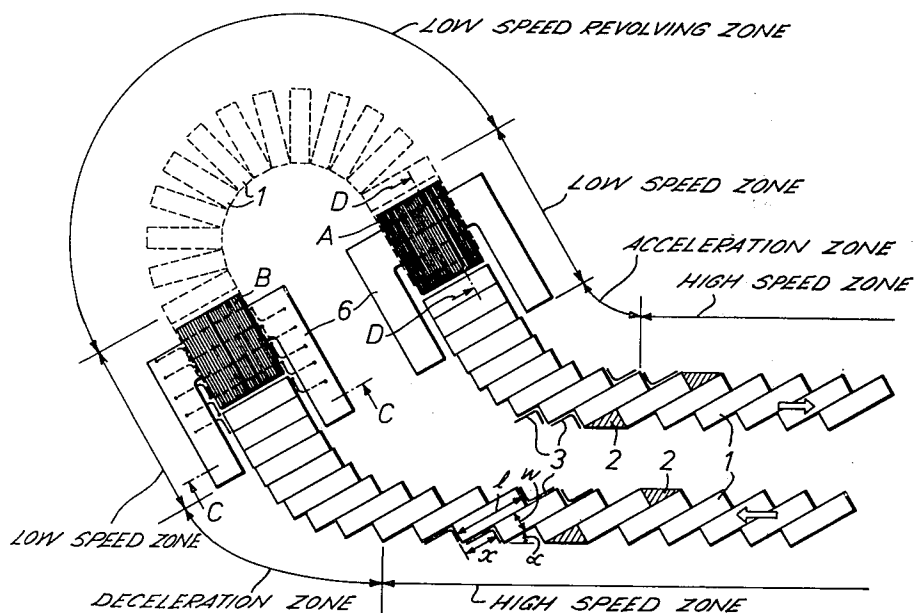 LOW SPEED REVOLVING ZONE
1
D
LOW SPEED ZONE
A
ACCELERATION ZONE
B
HIGH SPEED ZONE
6
D
C
3
2
2
1
l
w
C
x
α
LOW SPEED ZONE
DECELERATION ZONE
HIGH SPEED ZONE